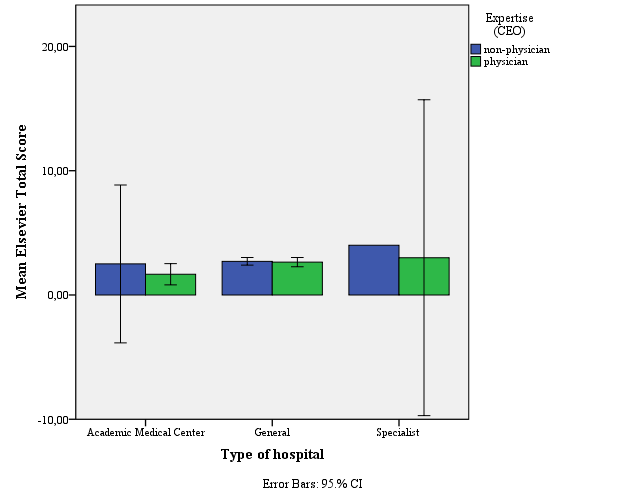 Expertise
(CEO)
non-physician
physician
Mean Elsevier Total Score
20,00
10,00
0,00
-10,00
Academic Medical Center
General
Specialist
Type of hospital
Error Bars: 95.% CI